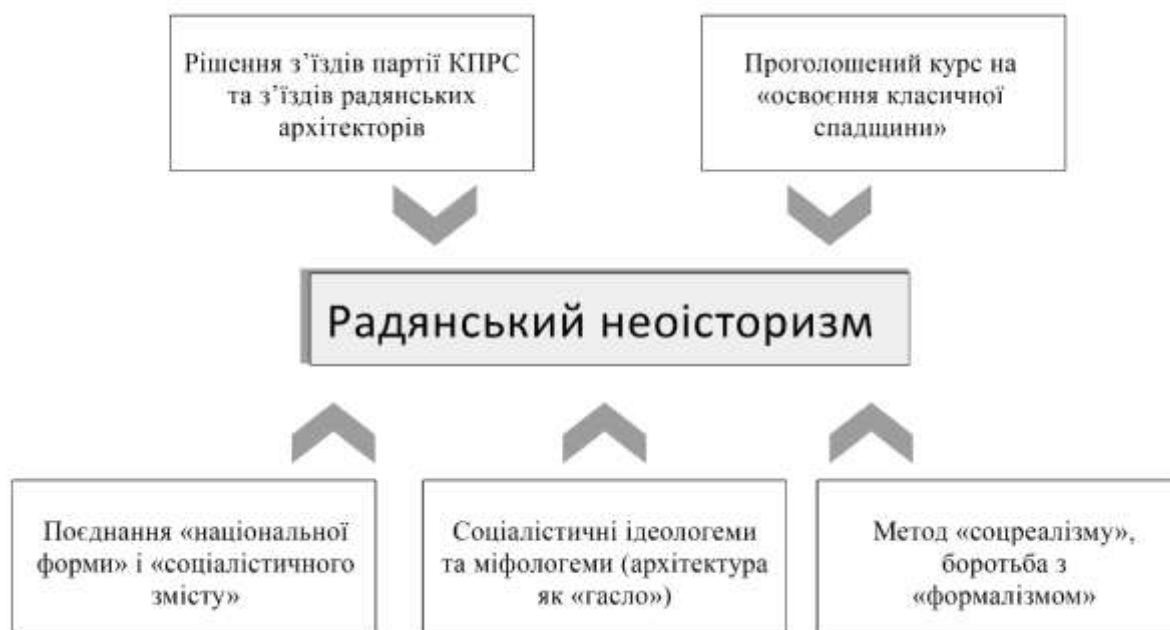 Рішення з’їздів партії КПРС
та з’їздів радянських
архітекторів
Проголошений курс на
«освоєння класичної
спадщини»
Радянський неоісторизм
Поєднання «національної
форми» і «соціалістичного
змісту»
Соціалістичні ідеологеми
та міфологеми (архітектура
як «гасло»)
Метод «соцреалізму»,
боротьба з
«формалізмом»